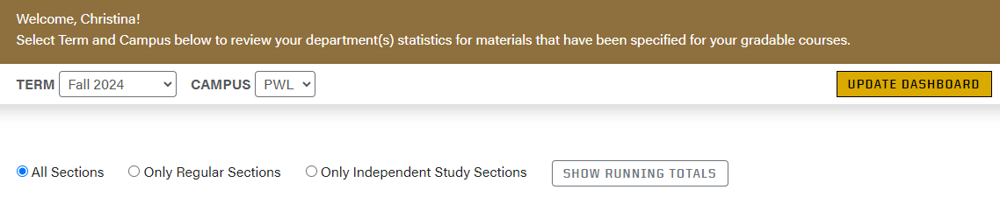 Welcome, Christina!
Select Term and Campus below to review your department(s) statistics for materials that have been specified for your gradable courses.
TERM Fall 2024 CAMPUS PWL UPDATE DASHBOARD
All Sections Only Regular Sections Only Independent Study Sections SHOW RUNNING TOTALS